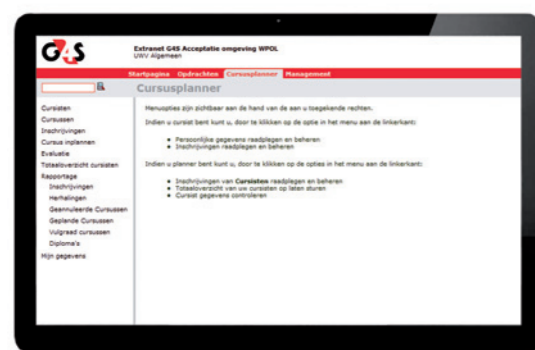 G4S
Extranet G4S Acceptatie omgeving WPOL
UWV Algemeen
Startpagina Opdrachten Cursusplanner Management
Cursusplanner
Cursisten
Cursussen
Inschrijvingen
Cursus inplannen
Evaluatie
Totaaloverzicht cursisten
Rapportage
Inschrijvingen
Herhalingen
Geannuleerde Cursussen
Geplande Cursussen
Vulgraad cursussen
Diploma's
Mijn gegevens
Menuopties zijn zichtbaar aan de hand van de aan u toegekende rechten.
Indien u cursist bent kunt u, door te klikken op de optie in het menu aan de linkerkant:
• Persoonlijke gegevens raadplegen en beheren
• Inschrijvingen raadplegen en beheren
Indien u planner bent kunt u, door te klikken op de opties in het menu aan de linkerkant:
• Inschrijvingen van Cursisten raadplegen en beheren
• Totaaloverzicht van uw cursisten op laten sturen
• Cursist gegevens controleren